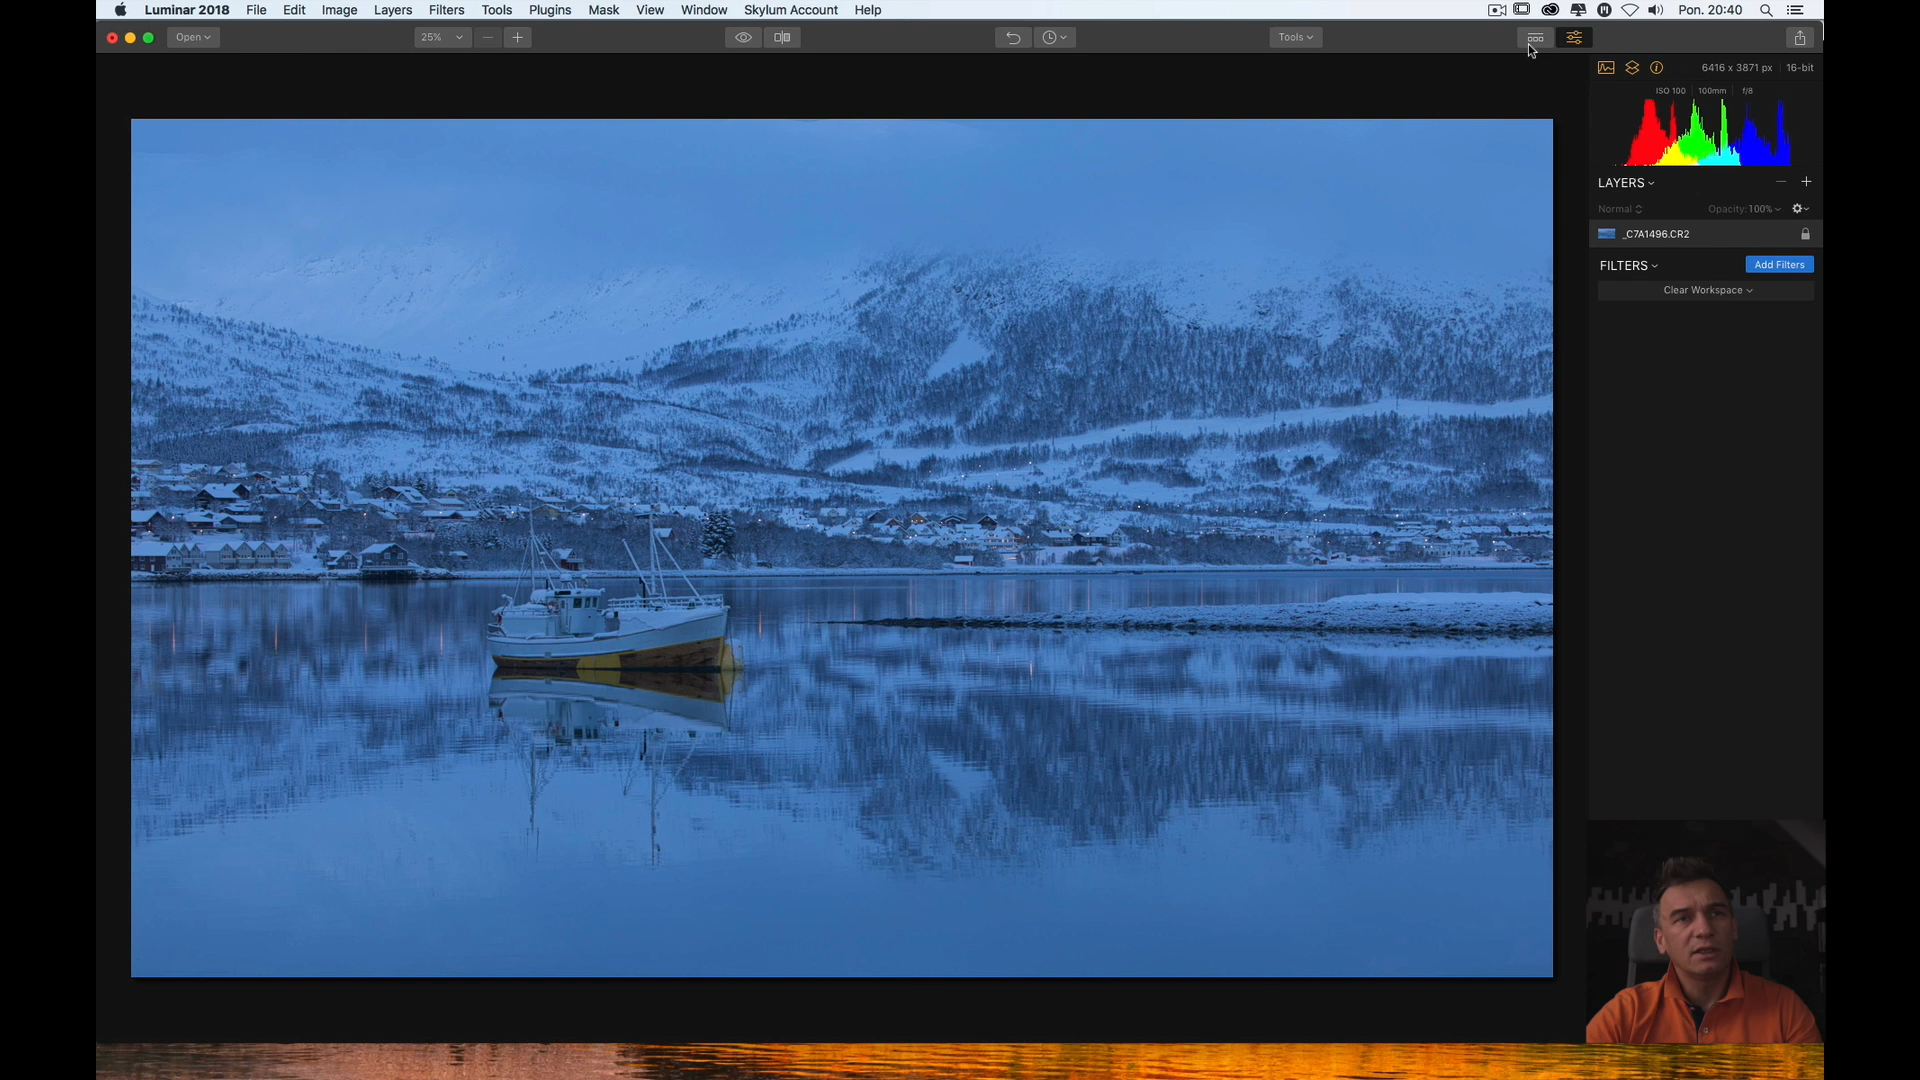 Luminar 2018 File Edit Image Layers Filters Tools Plugins Mask View Window Skylum Account Help Pon. 20:40
Open 25% Tools
6416 x 3871 px 16-bit
ISO 100 100mm f/8
LAYERS
Normal Opacity: 100%
_C7A1496.CR2
FILTERS Add Filters
Clear Workspace